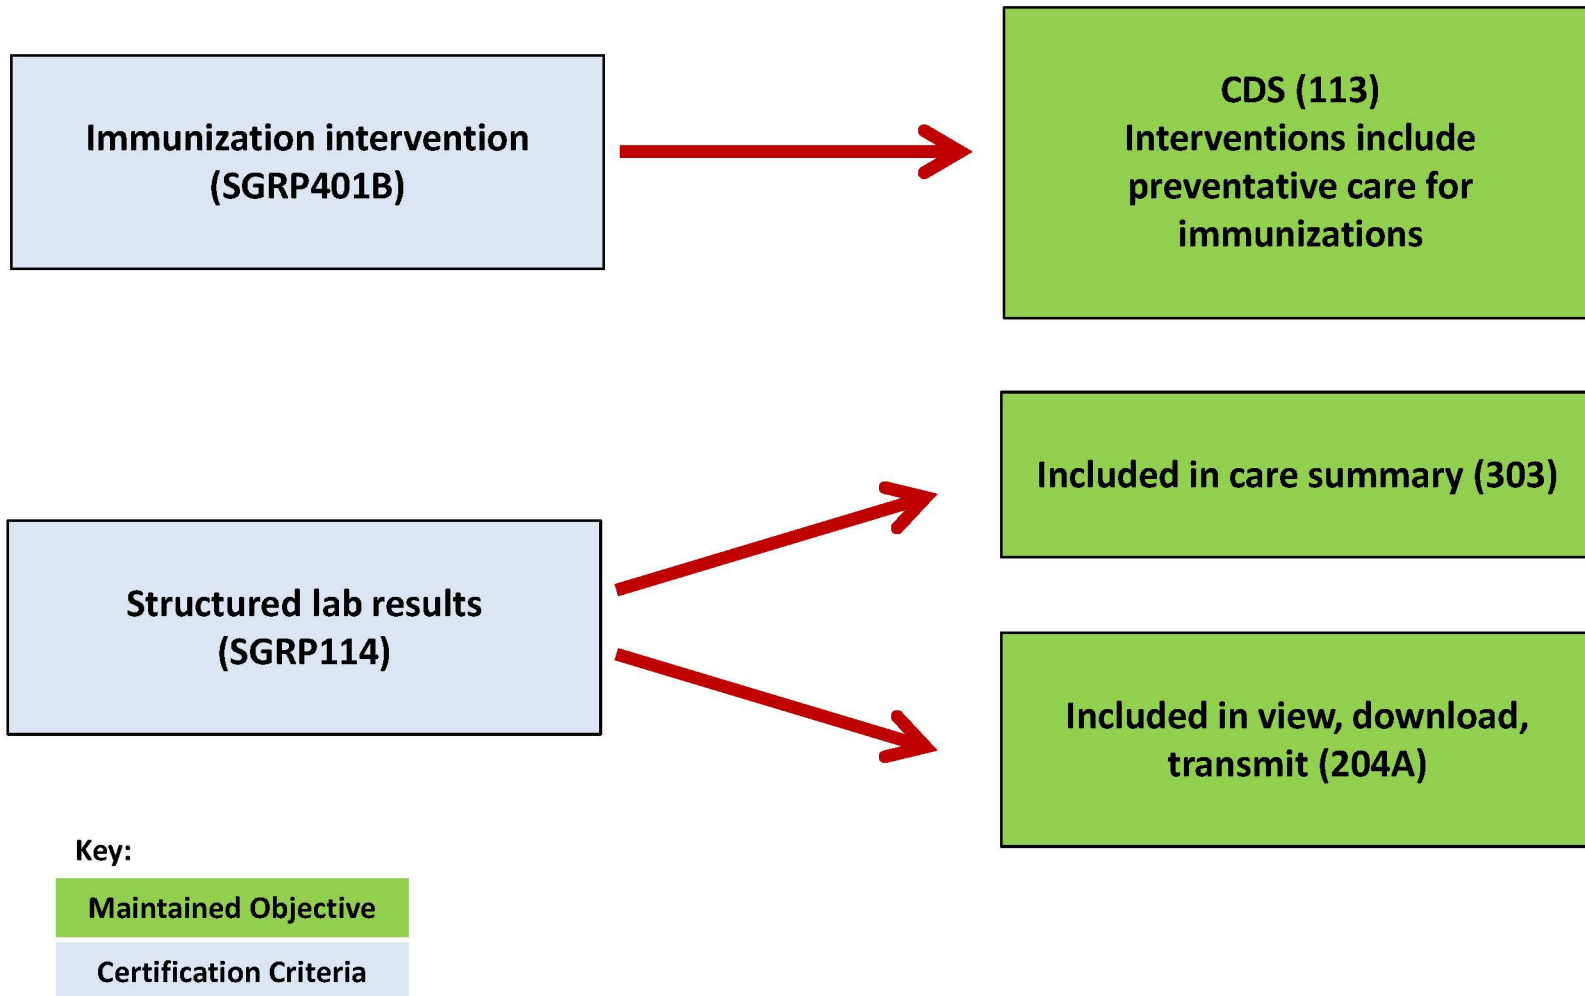 Immunization intervention
(SGRP401B)
CDS (113)
Interventions include
preventative care for
immunizations
Structured lab results
(SGRP114)
Included in care summary (303)
Included in view, download,
transmit (204A)
Key:
Maintained Objective
Certification Criteria